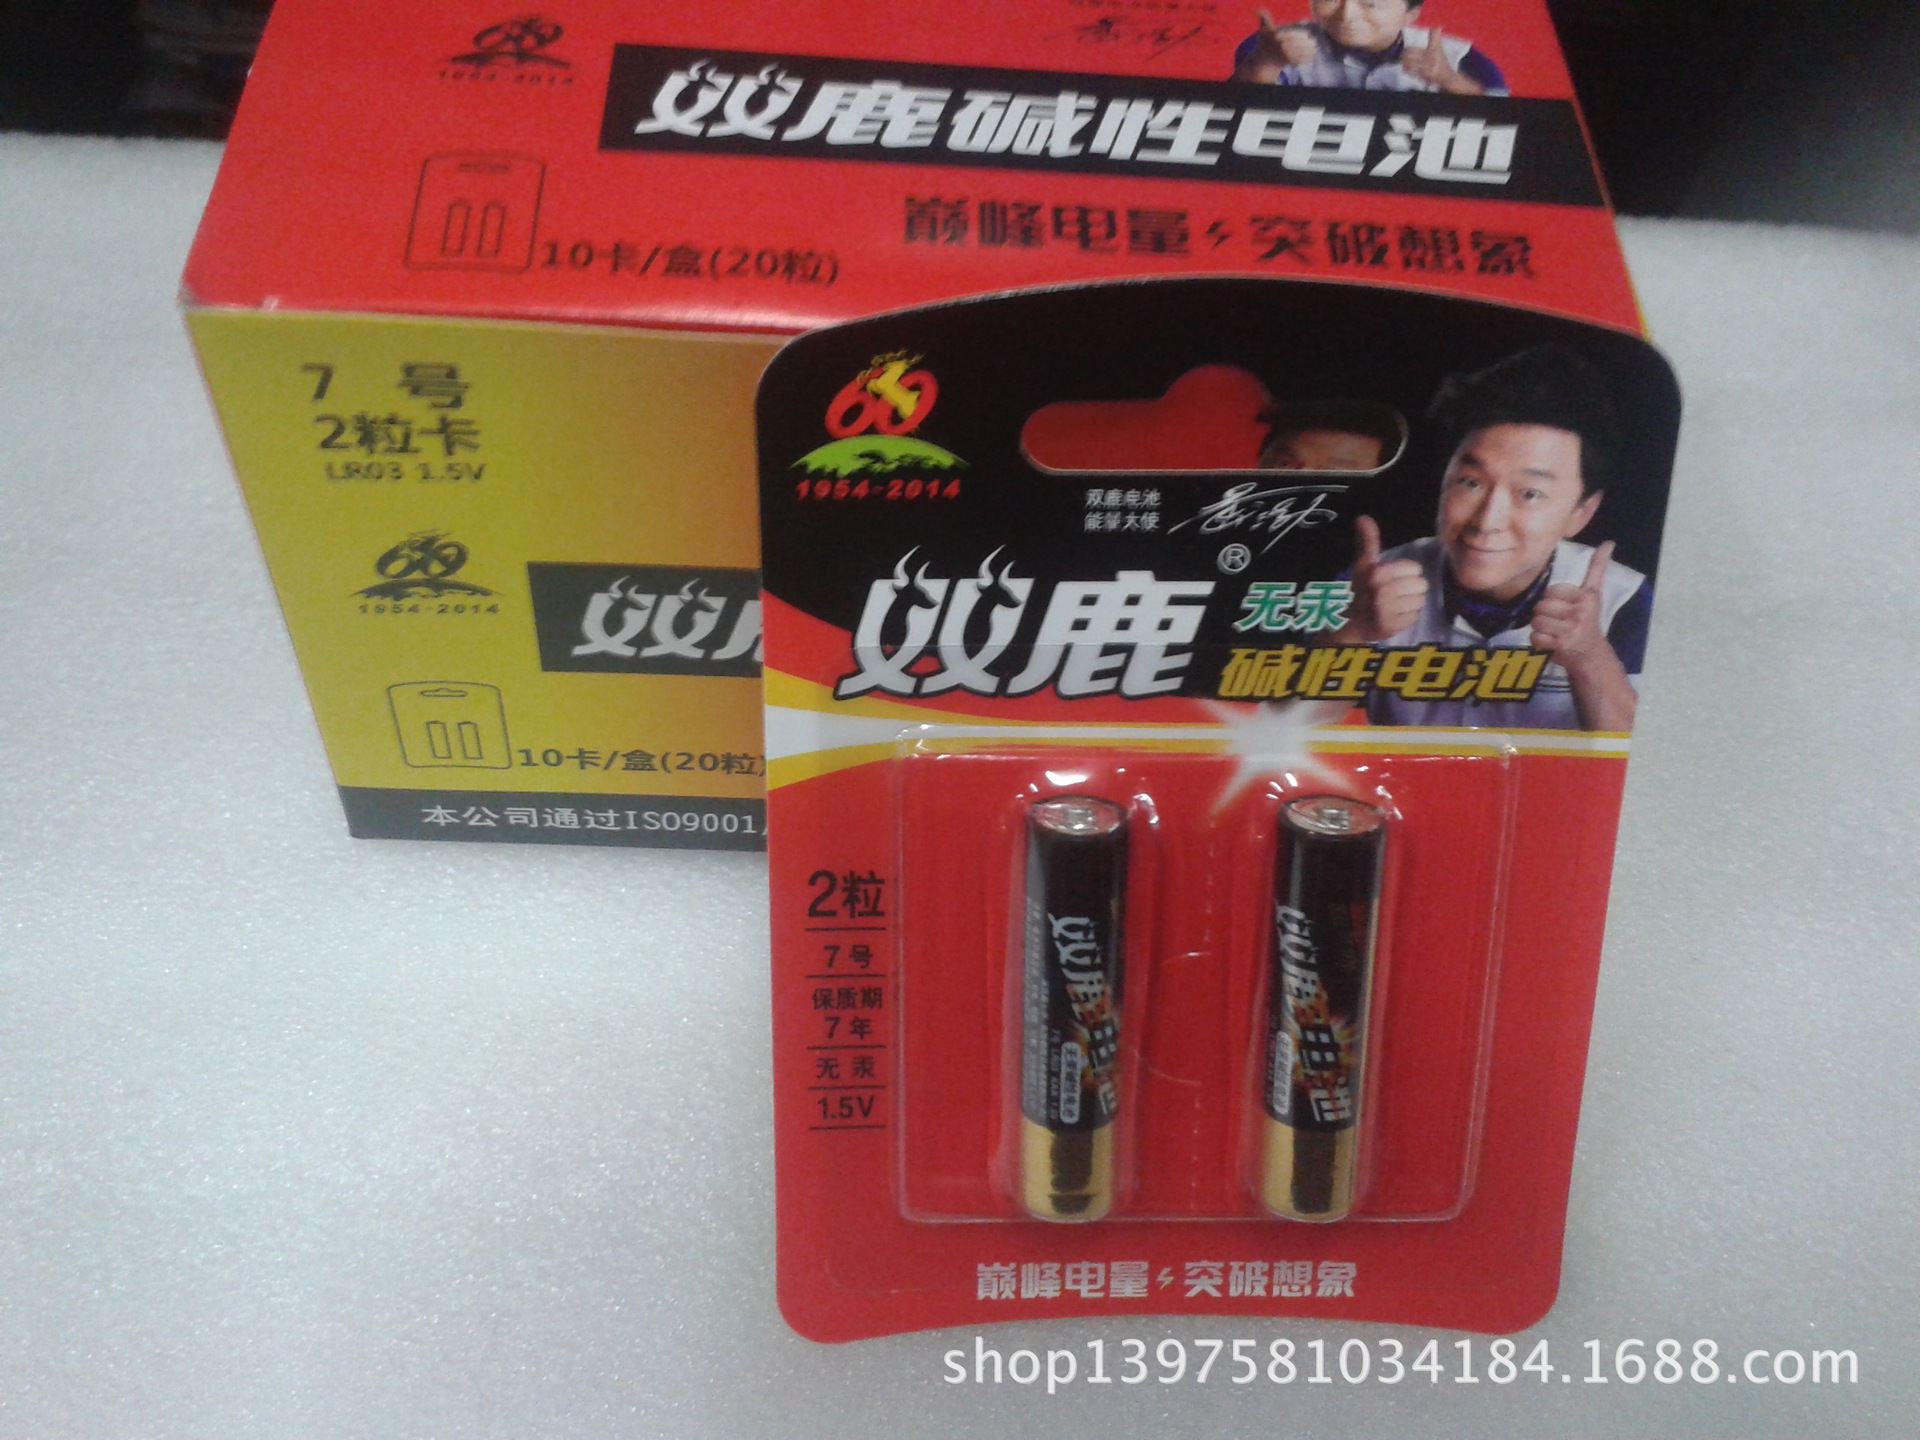 1954-2014
双鹿碱性电池
巅峰电量 突破想象
10卡/盒(20粒)
7 号
2粒卡
LR03 1.5V
1954-2014
双鹿
10卡/盒(20粒)
本公司通过ISO9001
60
1954-2014
双鹿电池
能量大使
双鹿®
无汞
碱性电池
2粒
7号
保质期
7年
无汞
1.5V
双鹿电池
双鹿电池
巅峰电量 突破想象
shop1397581034184.1688.com